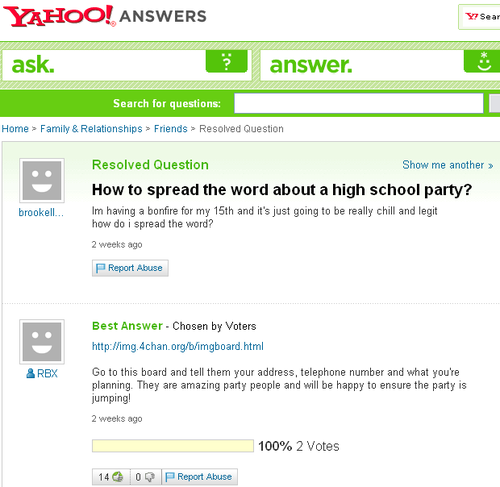 YAHOO!® ANSWERS
Y! Sear
ask.
answer.
Search for questions:
Home > Family & Relationships > Friends > Resolved Question
Resolved Question
Show me another »
How to spread the word about a high school party?
brookell...
Im having a bonfire for my 15th and it's just going to be really chill and legit
how do i spread the word?
2 weeks ago
Report Abuse
Best Answer - Chosen by Voters
http://img.4chan.org/b/imgboard.html
RBX
Go to this board and tell them your address, telephone number and what you're
planning. They are amazing party people and will be happy to ensure the party is
jumping!
2 weeks ago
100% 2 Votes
14
0
Report Abuse